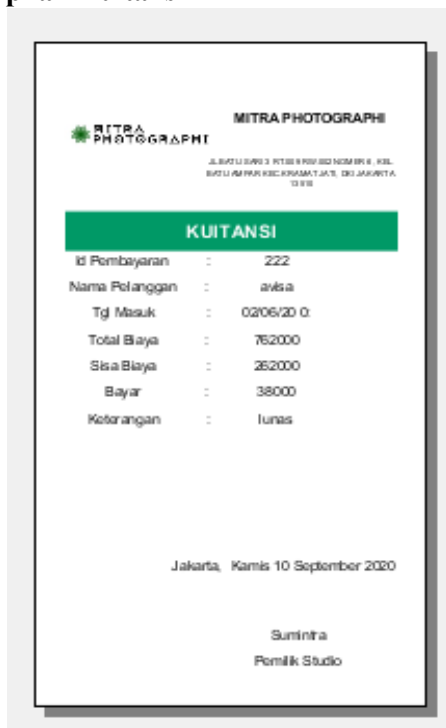 MITRA PHOTOGRAPHI
MITRA
PHOTOGRAPHI
KUITANSI
Id Pembayaran : 222
Nama Pelanggan : avisa
Tgl Masuk : 02/06/20 0:
Total Biaya : 762000
Sisa Biaya : 262000
Bayar : 38000
Keterangan : lunas
Jakarta, Kamis 10 September 2020
Sumintra
Pemilik Studio